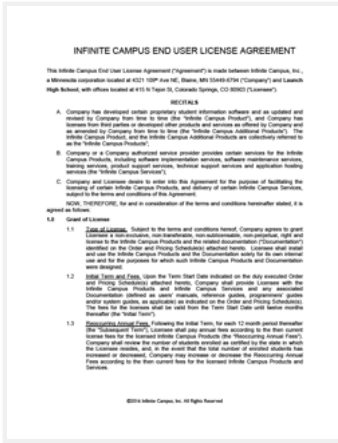 INFINITE CAMPUS END USER LICENSE AGREEMENT
This Infinite Campus End User License Agreement ("Agreement") is made between Infinite Campus, Inc.,
a Minnesota corporation located at 4321 109th Ave NE, Blaine, MN 55449-6794 ("Company") and Launch
High School, with offices located at 415 N Tejon St, Colorado Springs, CO 80903 ("Licensee").
RECITALS
A. Company has developed certain proprietary student information software and as updated and
revised by Company from time to time (the "Infinite Campus Product"), and Company has
licenses from third parties or developed other products and services as offered by Company and
as amended by Company from time to time (the "Infinite Campus Additional Products"). The
Infinite Campus Product, and the Infinite Campus Additional Products are collectively referred to
as the "Infinite Campus Products";
B. Company or a Company authorized service provider provides certain services for the Infinite
Campus Products, including software implementation services, software maintenance services,
training services, product support services, technical support services and application hosting
services (the "Infinite Campus Services");
C. Company and Licensee desire to enter into this Agreement for the purpose of facilitating the
licensing of certain Infinite Campus Products, and delivery of certain Infinite Campus Services,
subject to the terms and conditions of this Agreement;
NOW, THEREFORE, for and in consideration of the terms and conditions hereinafter stated, it is
agreed as follows:
1.0 Grant of License
1.1 Type of License. Subject to the terms and conditions hereof, Company agrees to grant
Licensee a non-exclusive, non-transferable, non-sublicensable, non-perpetual, right and
license to the Infinite Campus Products and the related documentation ("Documentation")
identified on the Order and Pricing Schedule(s) attached hereto. Licensee shall install
and use the Infinite Campus Products and the Documentation solely for its own internal
use and for the purposes for which such Infinite Campus Products and Documentation
were designed.
1.2 Initial Term and Fees. Upon the Term Start Date indicated on the duly executed Order
and Pricing Schedule(s) attached hereto, Company shall provide Licensee with the
Infinite Campus Products and Infinite Campus Services and any associated
Documentation (defined as users' manuals, reference guides, programmers' guides
and/or system guides, as applicable) as indicated on the Order and Pricing Schedule(s).
The fees for the licenses shall be valid from the Term Start Date until twelve months
thereafter (the "Initial Term").
1.3 Reoccurring Annual Fees. Following the Initial Term, for each 12 month period thereafter
(the "Subsequent Term"), Licensee shall pay annual fees according to the then current
license fees for the licensed Infinite Campus Products (the "Reoccurring Annual Fees").
Company shall review the number of students enrolled as certified by the state in which
the Licensee resides, and, in the event that the total number of enrolled students has
increased or decreased, Company may increase or decrease the Reoccurring Annual
Fees according to the then current fees for the licensed Infinite Campus Products and
Services.
©2016 Infinite Campus, Inc. All Rights Reserved